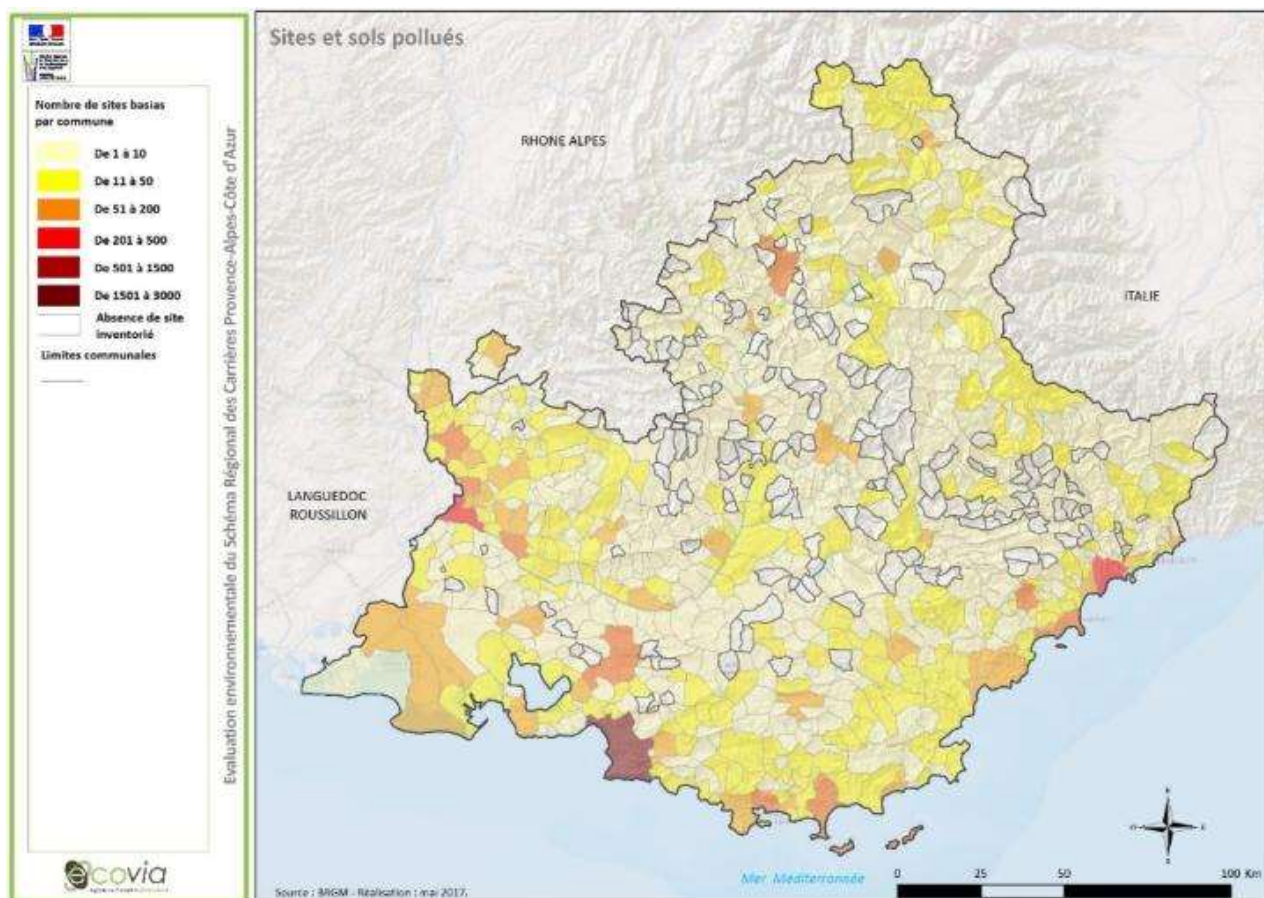 Nombre de sites basias
par commune
De 1 à 10
De 11 à 50
De 51 à 200
De 201 à 500
De 501 à 1500
De 1501 à 3000
Absence de site
inventorié
Limites communales
Evaluation environnementale du Schéma Régional des Carrières Provence-Alpes-Côte d'Azur
ecovia
Sites et sols pollués
RHONE ALPES
ITALIE
LANGUEDOC
ROUSSILLON
Mer Méditerrannée
Source : BRGM - Réalisation : mai 2017.
0 25 50 100 Km